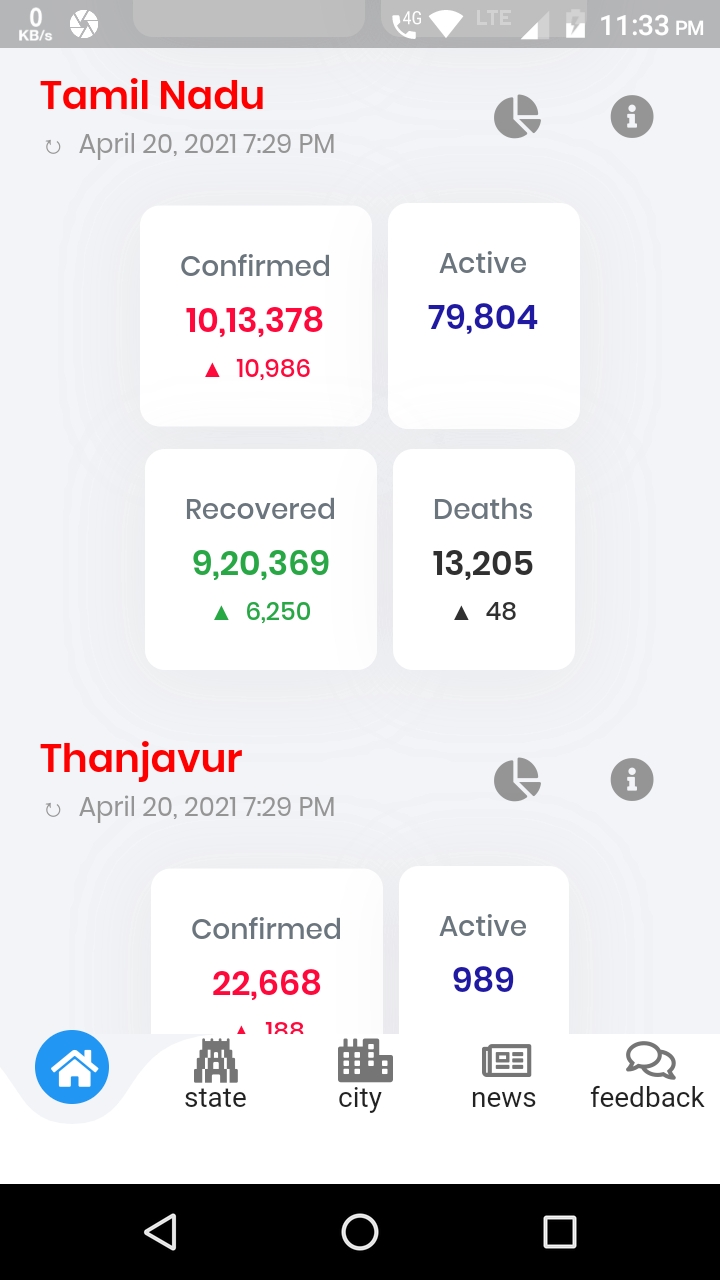 0
KB/s 4G LTE 11:33 PM
Tamil Nadu
↻ April 20, 2021 7:29 PM
Confirmed
10,13,378
▲ 10,986
Active
79,804
Recovered
9,20,369
▲ 6,250
Deaths
13,205
▲ 48
Thanjavur
↻ April 20, 2021 7:29 PM
Confirmed
22,668
▲ 188
Active
989
state city news feedback